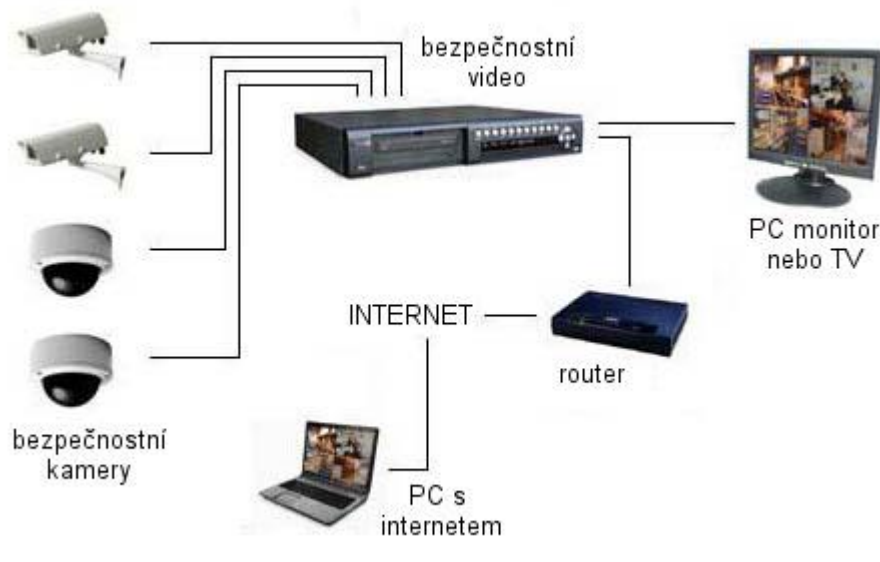 bezpečnostní
video
PC monitor
nebo TV
INTERNET
router
bezpečnostní
kamery
PC s
internetem